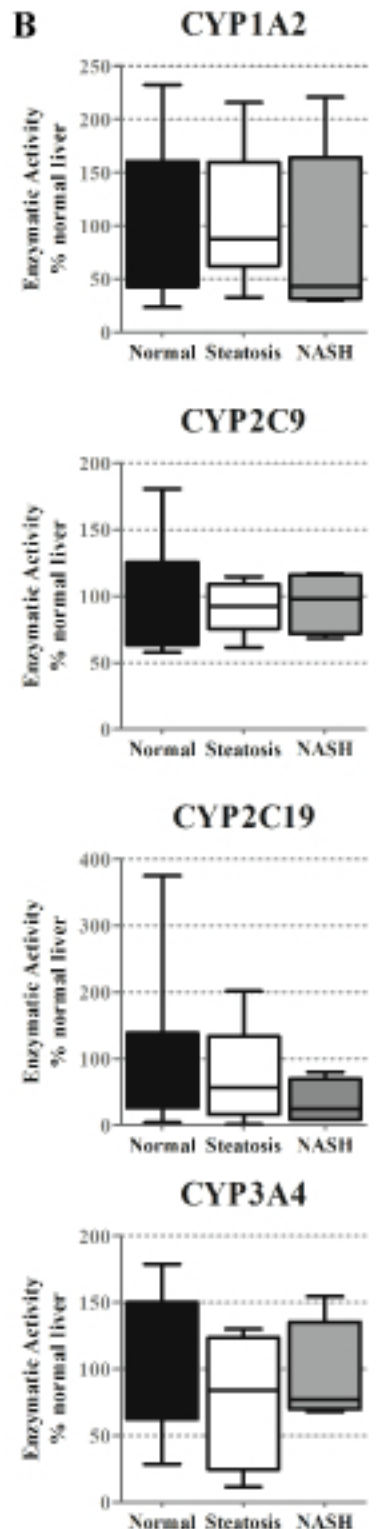 B
CYP1A2
Enzymatic Activity
% normal liver
250
200
150
100
50
0
Normal Steatosis NASH
CYP2C9
Enzymatic Activity
% normal liver
200
150
100
50
0
Normal Steatosis NASH
CYP2C19
Enzymatic Activity
% normal liver
400
300
200
100
0
Normal Steatosis NASH
CYP3A4
Enzymatic Activity
% normal liver
200
150
100
50
0
Normal Steatosis NASH